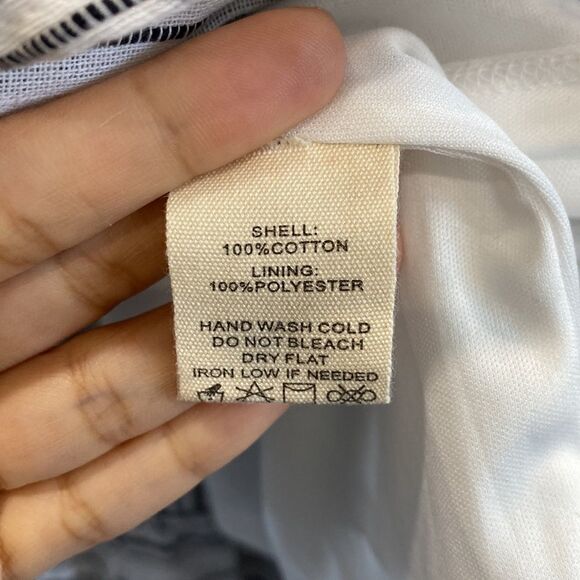 SHELL:
100%COTTON
LINING:
100%POLYESTER
HAND WASH COLD
DO NOT BLEACH
DRY FLAT
IRON LOW IF NEEDED